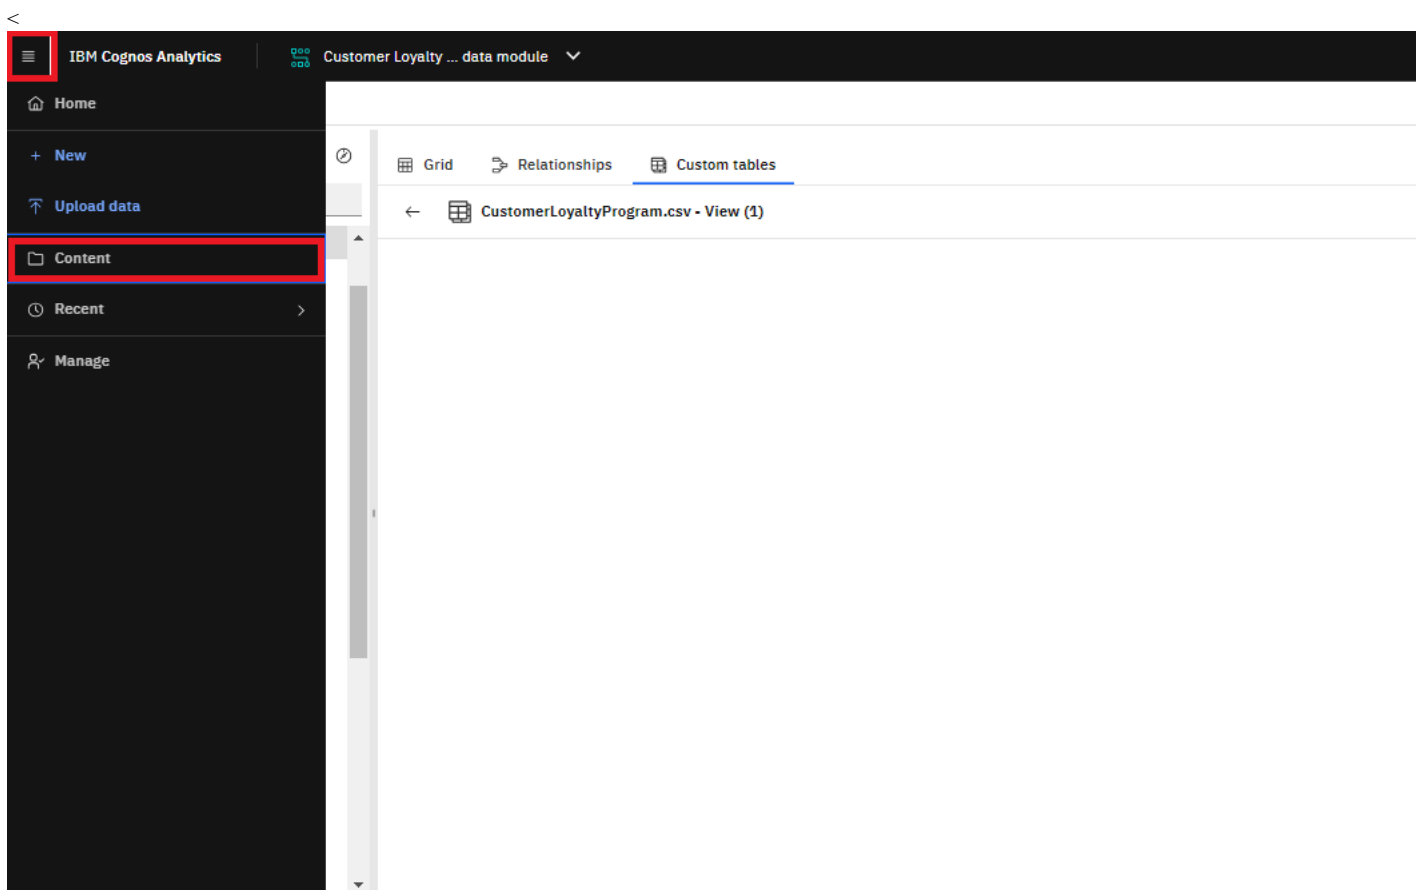 <
IBM Cognos Analytics
Customer Loyalty ... data module
Home
+ New
Upload data
Content
Recent
Manage
Grid
Relationships
Custom tables
CustomerLoyaltyProgram.csv - View (1)